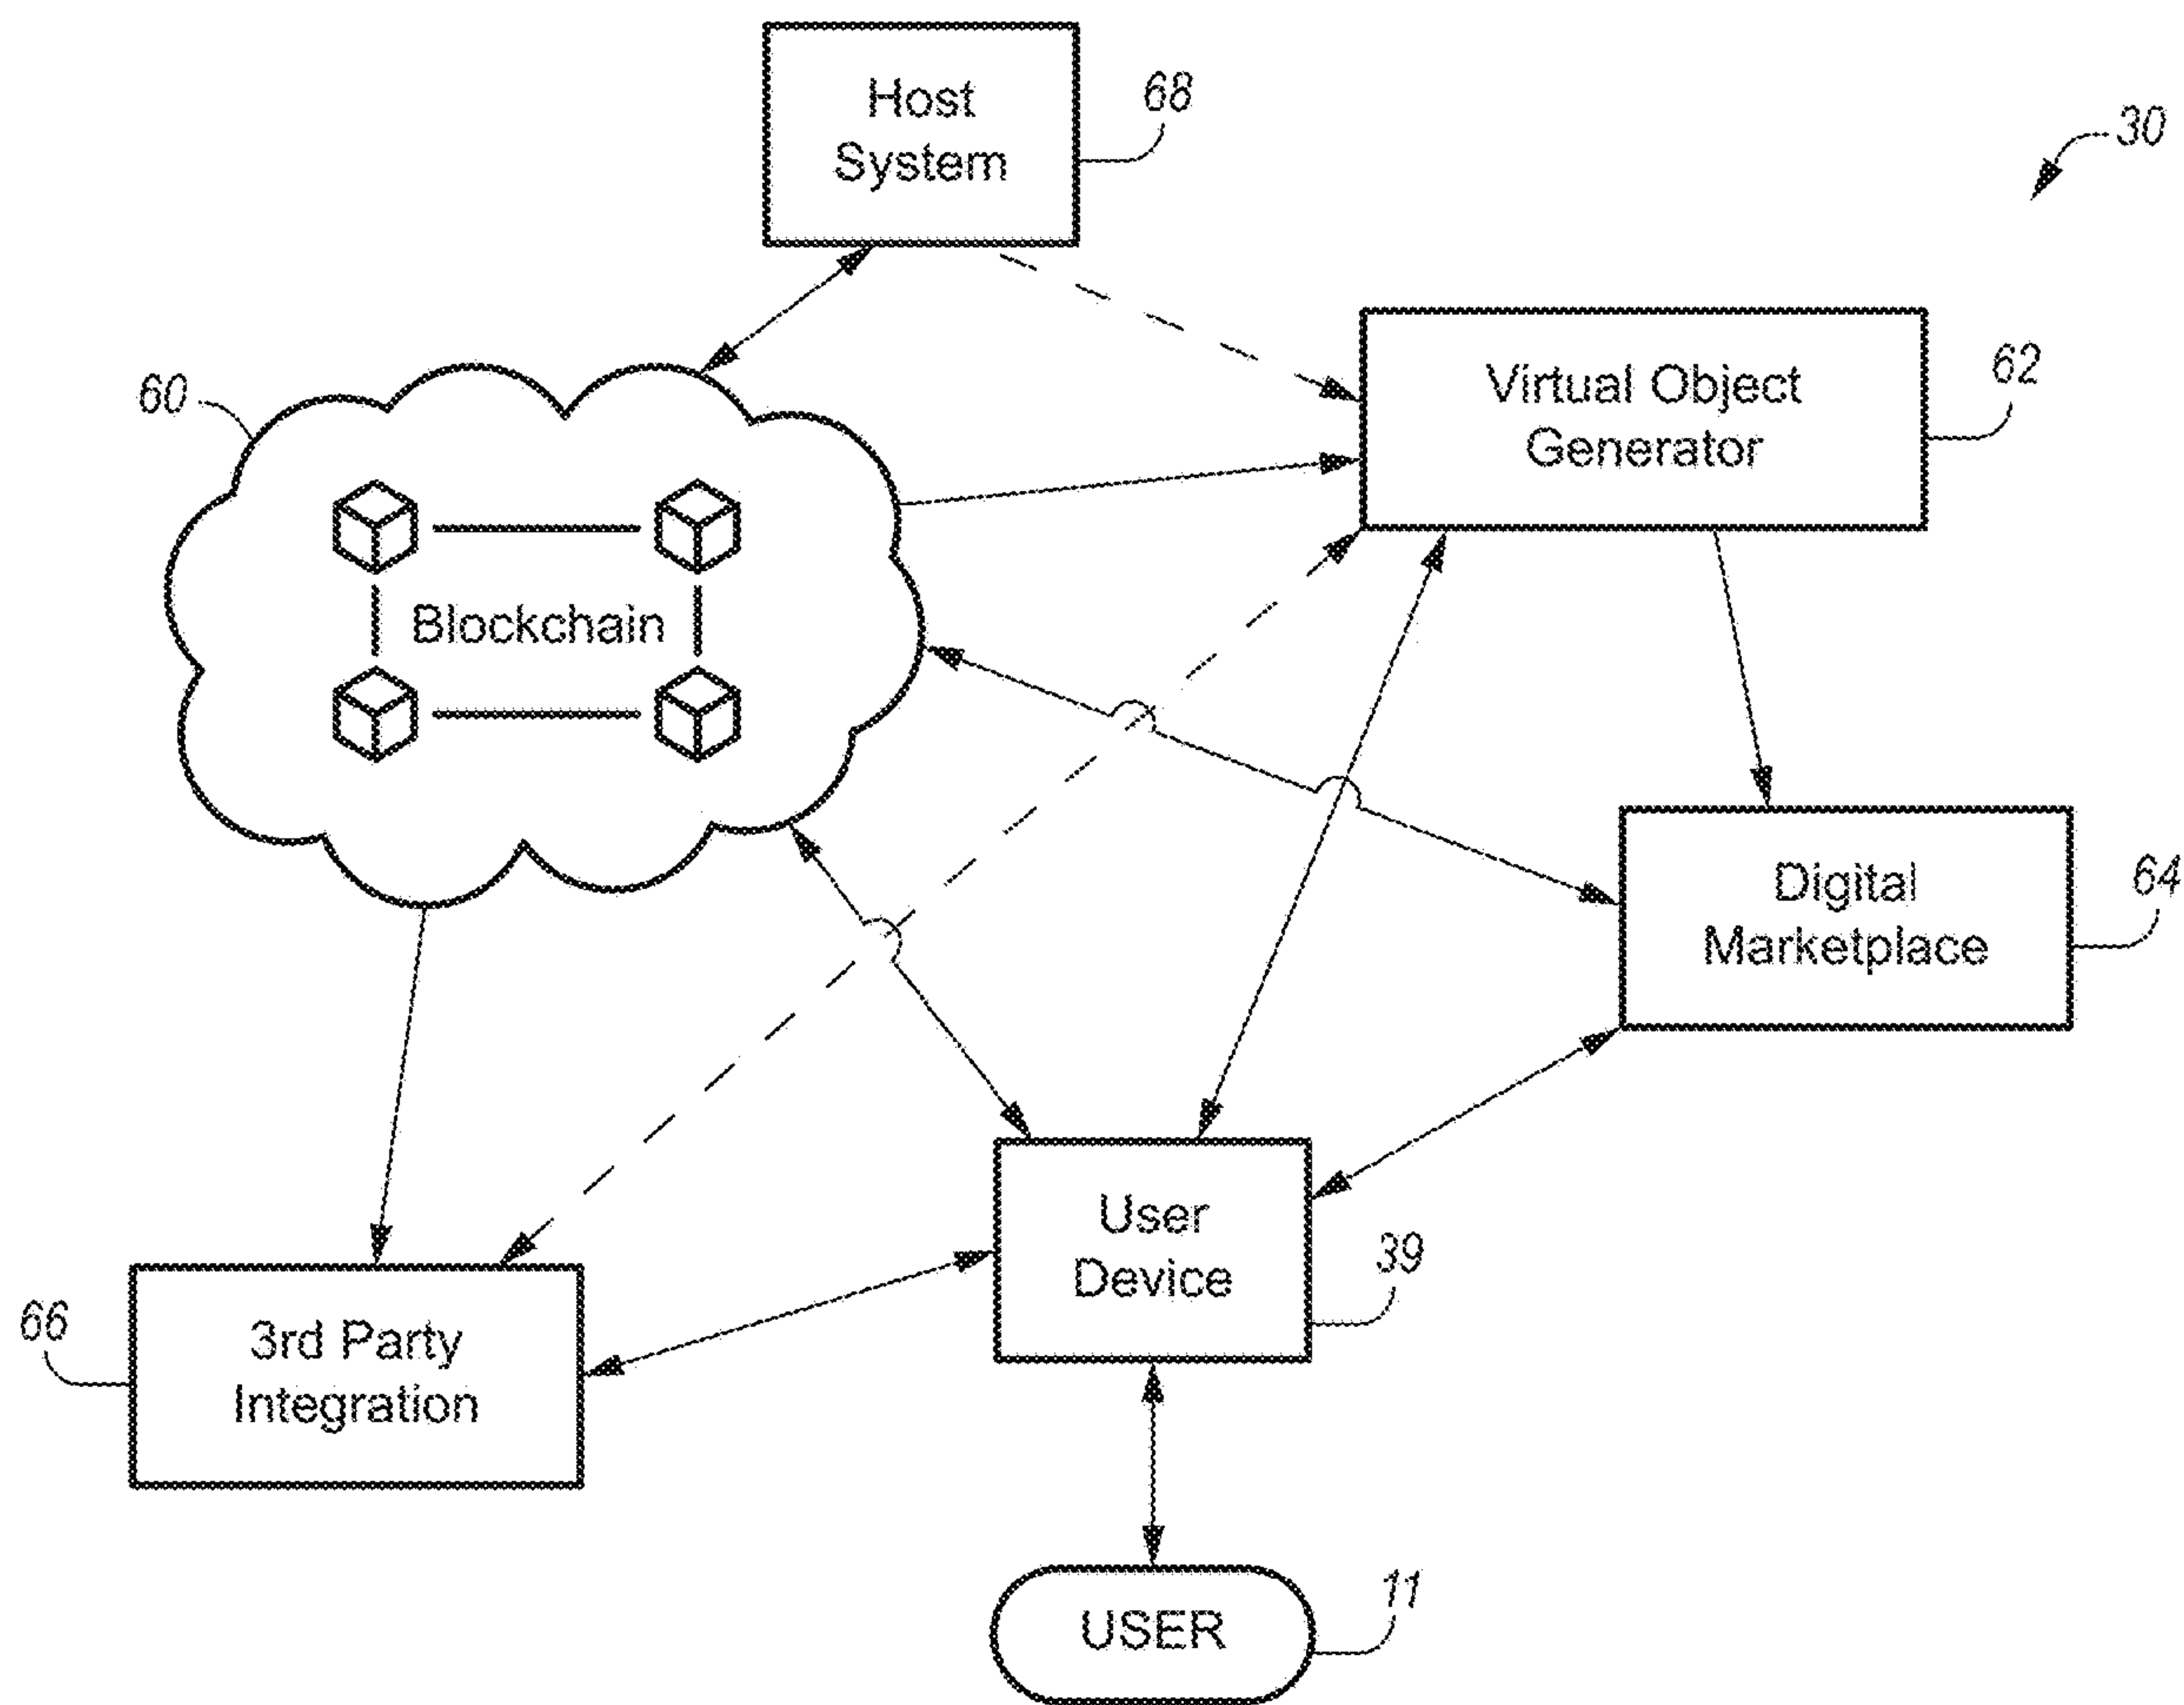 Host
System
68
30
Virtual Object
Generator
62
60
Blockchain
Digital
Marketplace
64
User
Device
39
3rd Party
Integration
66
USER
11